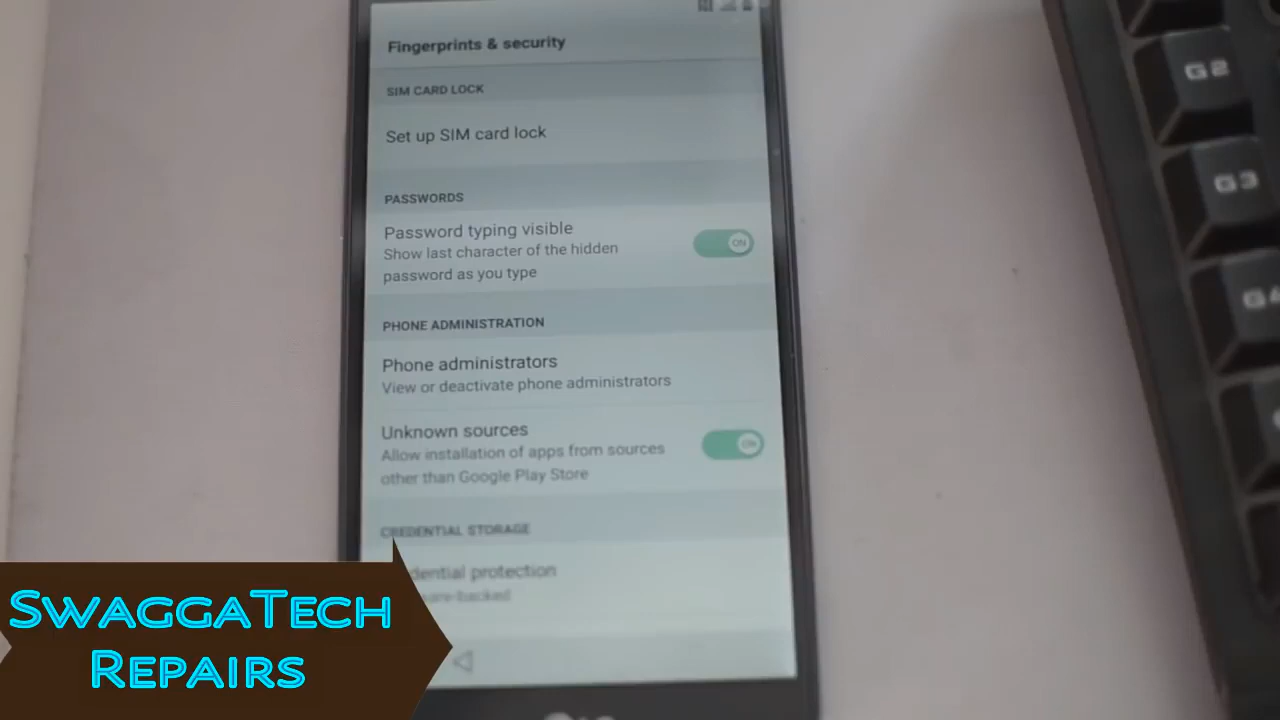 Fingerprints & security
SIM CARD LOCK
Set up SIM card lock
PASSWORDS
Password typing visible
Show last character of the hidden
password as you type
ON
PHONE ADMINISTRATION
Phone administrators
View or deactivate phone administrators
Unknown sources
Allow installation of apps from sources
other than Google Play Store
ON
CREDENTIAL STORAGE
protection
SWAGGATECH
REPAIRS
G2
G3